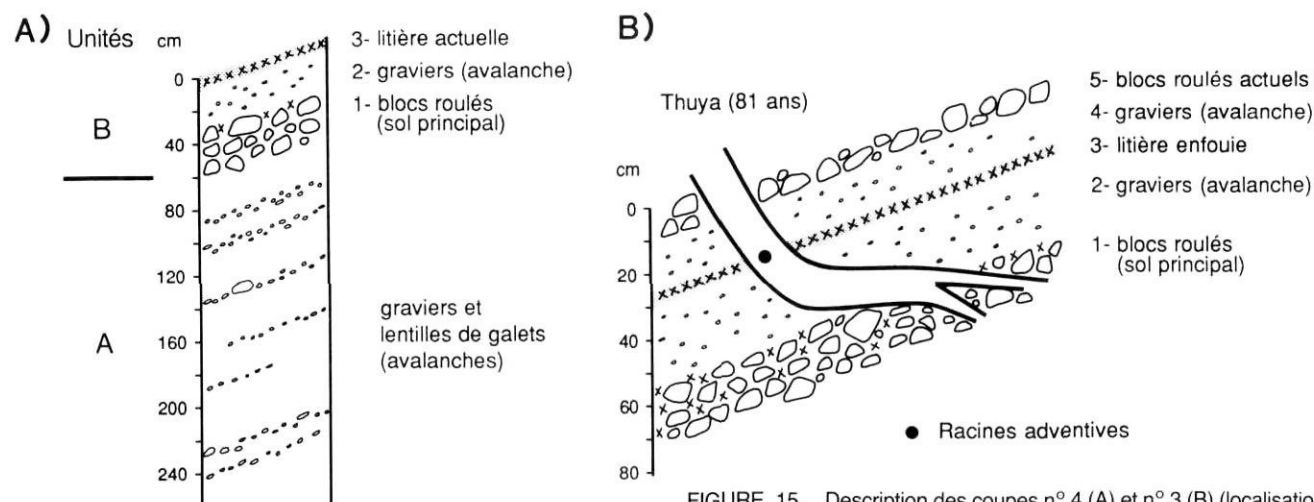 A)
Unités cm
3- litière actuelle
2- graviers (avalanche)
1- blocs roulés
(sol principal)
0
B
40
80
120
A
160
200
240
graviers et
lentilles de galets
(avalanches)
B)
Thuya (81 ans)
5- blocs roulés actuels
4- graviers (avalanche)
3- litière enfouie
2- graviers (avalanche)
1- blocs roulés
(sol principal)
cm
0
20
40
60
80
Racines adventives
FIGURE 15. Description des coupes nº 4 (A) et nº 3 (B) (localisatio